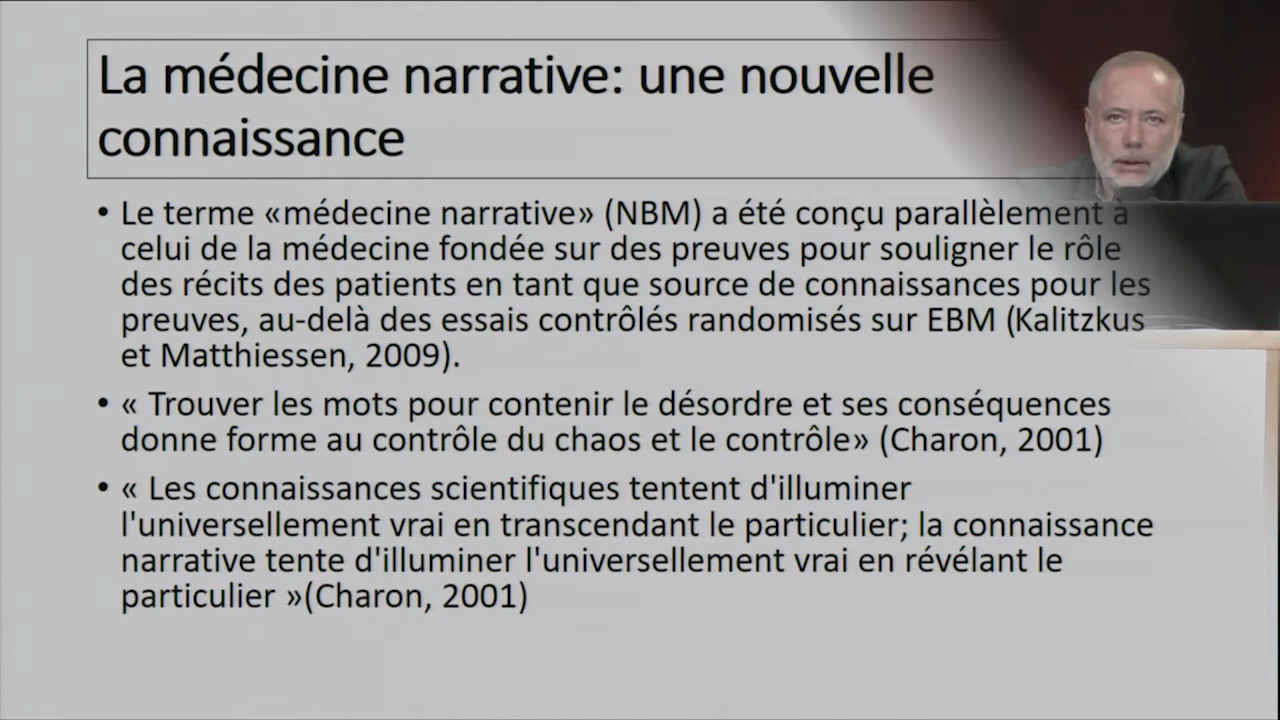 La médecine narrative: une nouvelle
connaissance
• Le terme «médecine narrative» (NBM) a été conçu parallèlement à
celui de la médecine fondée sur des preuves pour souligner le rôle
des récits des patients en tant que source de connaissances pour les
preuves, au-delà des essais contrôlés randomisés sur EBM (Kalitzkus
et Matthiessen, 2009).
• « Trouver les mots pour contenir le désordre et ses conséquences
donne forme au contrôle du chaos et le contrôle» (Charon, 2001)
• « Les connaissances scientifiques tentent d'illuminer
l'universellement vrai en transcendant le particulier; la connaissance
narrative tente d'illuminer l'universellement vrai en révélant le
particulier »(Charon, 2001)